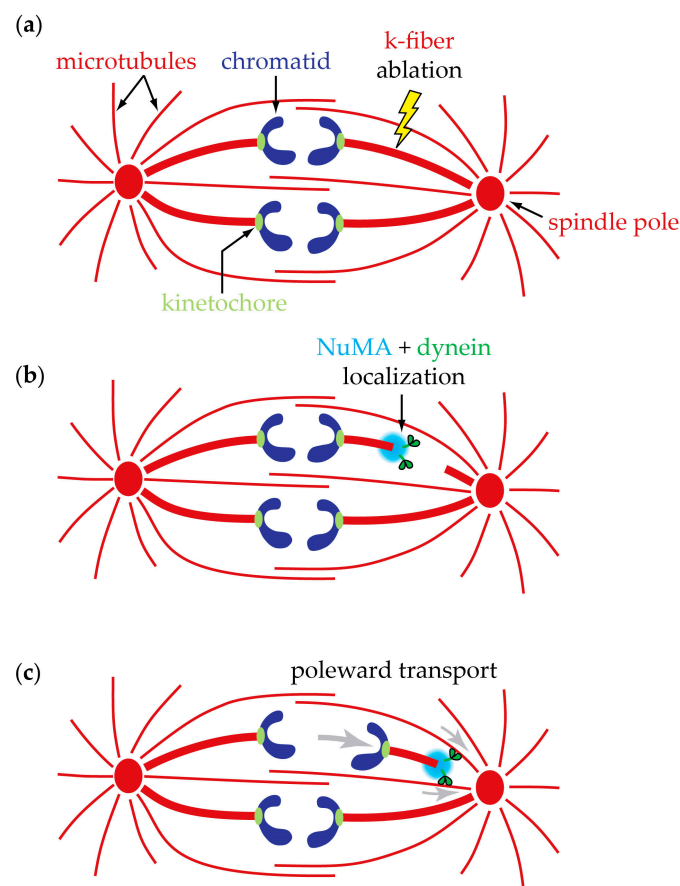 (a)
k-fiber
microtubules chromatid ablation
spindle pole
kinetochore
NuMA + dynein
(b) localization
(c) poleward transport